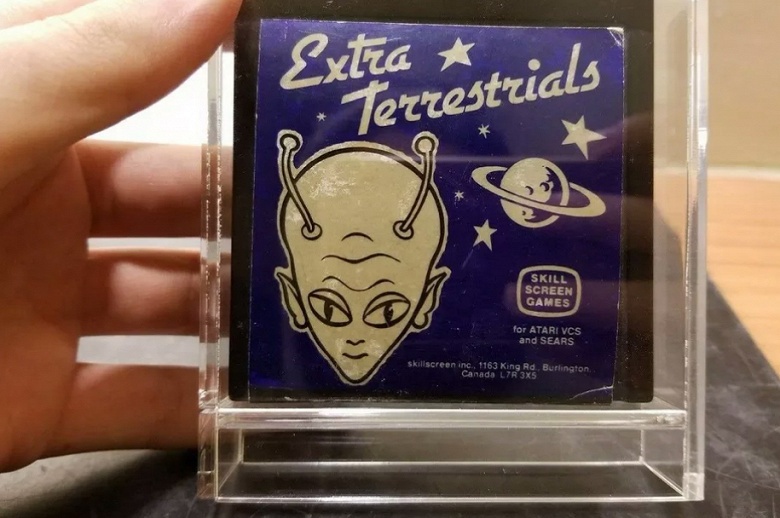 Extra
Terrestrials
SKILL
SCREEN
GAMES
for ATARI VCS
and SEARS
skillscreen inc., 1163 King Rd., Burlington,
Canada L7R 3X5